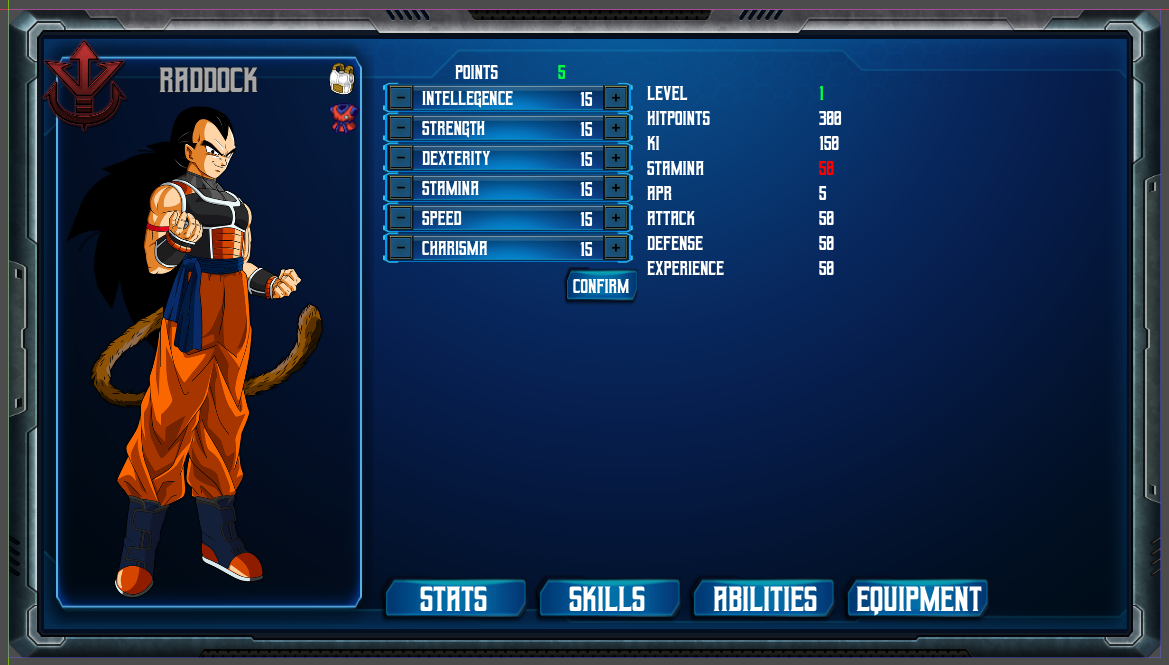 RADDOCK
POINTS 5
- INTELLEGENCE 15 +
- STRENGTH 15 +
- DEXTERITY 15 +
- STAMINA 15 +
- SPEED 15 +
- CHARISMA 15 +
CONFIRM
LEVEL 1
HITPOINTS 300
KI 150
STAMINA 50
APR 5
ATTACK 50
DEFENSE 50
EXPERIENCE 50
STATS
SKILLS
ABILITIES
EQUIPMENT